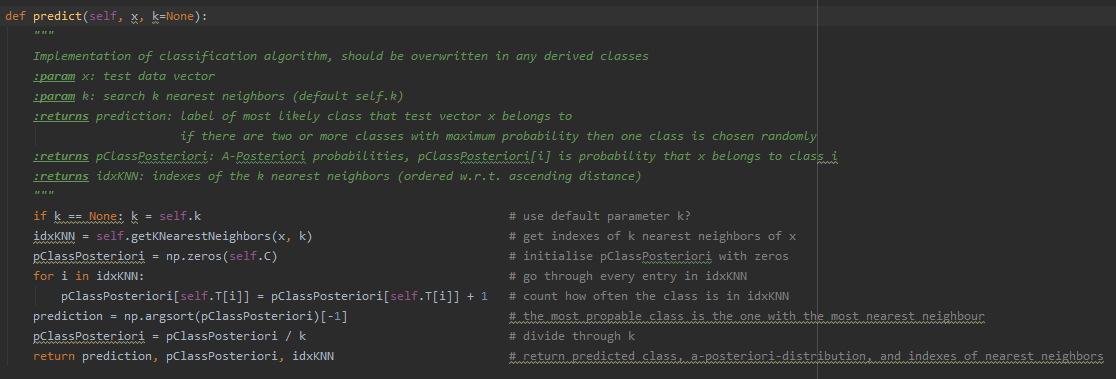 def predict(self, x, k=None):
    """
    Implementation of classification algorithm, should be overwritten in any derived classes
    :param x: test data vector
    :param k: search k nearest neighbors (default self.k)
    :returns prediction: label of most likely class that test vector x belongs to
                         if there are two or more classes with maximum probability then one class is chosen randomly
    :returns pClassPosteriori: A-Posteriori probabilities, pClassPosteriori[i] is probability that x belongs to class i
    :returns idxKNN: indexes of the k nearest neighbors (ordered w.r.t. ascending distance)
    """
    if k == None: k = self.k                                        # use default parameter k?
    idxKNN = self.getKNearestNeighbors(x, k)                        # get indexes of k nearest neighbors of x
    pClassPosteriori = np.zeros(self.C)                             # initialise pClassPosteriori with zeros
    for i in idxKNN:                                                # go through every entry in idxKNN
        pClassPosteriori[self.T[i]] = pClassPosteriori[self.T[i]] + 1   # count how often the class is in idxKNN
    prediction = np.argsort(pClassPosteriori)[-1]                   # the most propable class is the one with the most nearest neighbour
    pClassPosteriori = pClassPosteriori / k                         # divide through k
    return prediction, pClassPosteriori, idxKNN                     # return predicted class, a-posteriori-distribution, and indexes of nearest neighbors